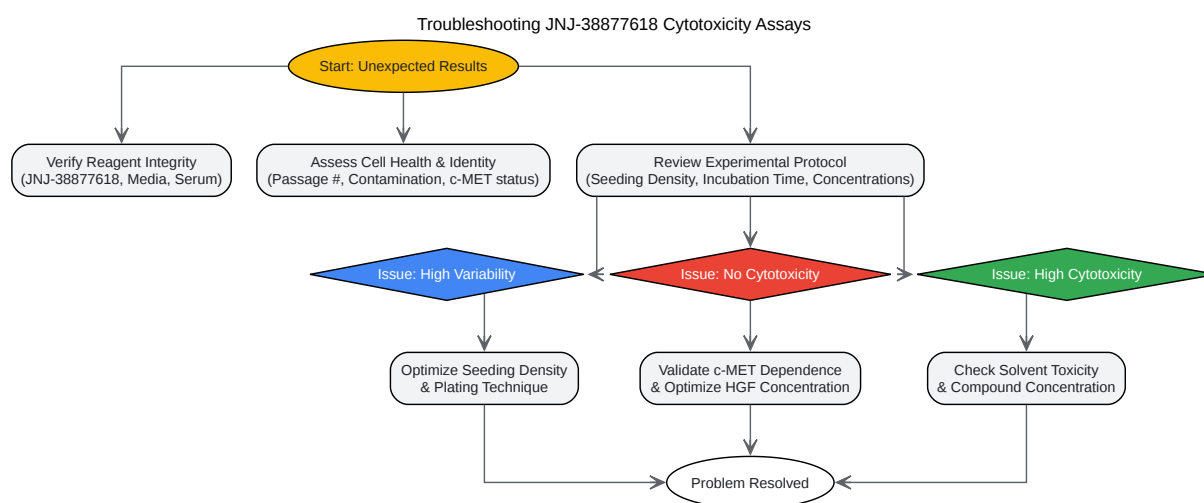 Troubleshooting JNJ-38877618 Cytotoxicity Assays
Start: Unexpected Results
Verify Reagent Integrity
(JNJ-38877618, Media, Serum)
Assess Cell Health & Identity
(Passage #, Contamination, c-MET status)
Review Experimental Protocol
(Seeding Density, Incubation Time, Concentrations)
Issue: High Variability
Issue: No Cytotoxicity
Issue: High Cytotoxicity
Optimize Seeding Density
& Plating Technique
Validate c-MET Dependence
& Optimize HGF Concentration
Check Solvent Toxicity
& Compound Concentration
Problem Resolved